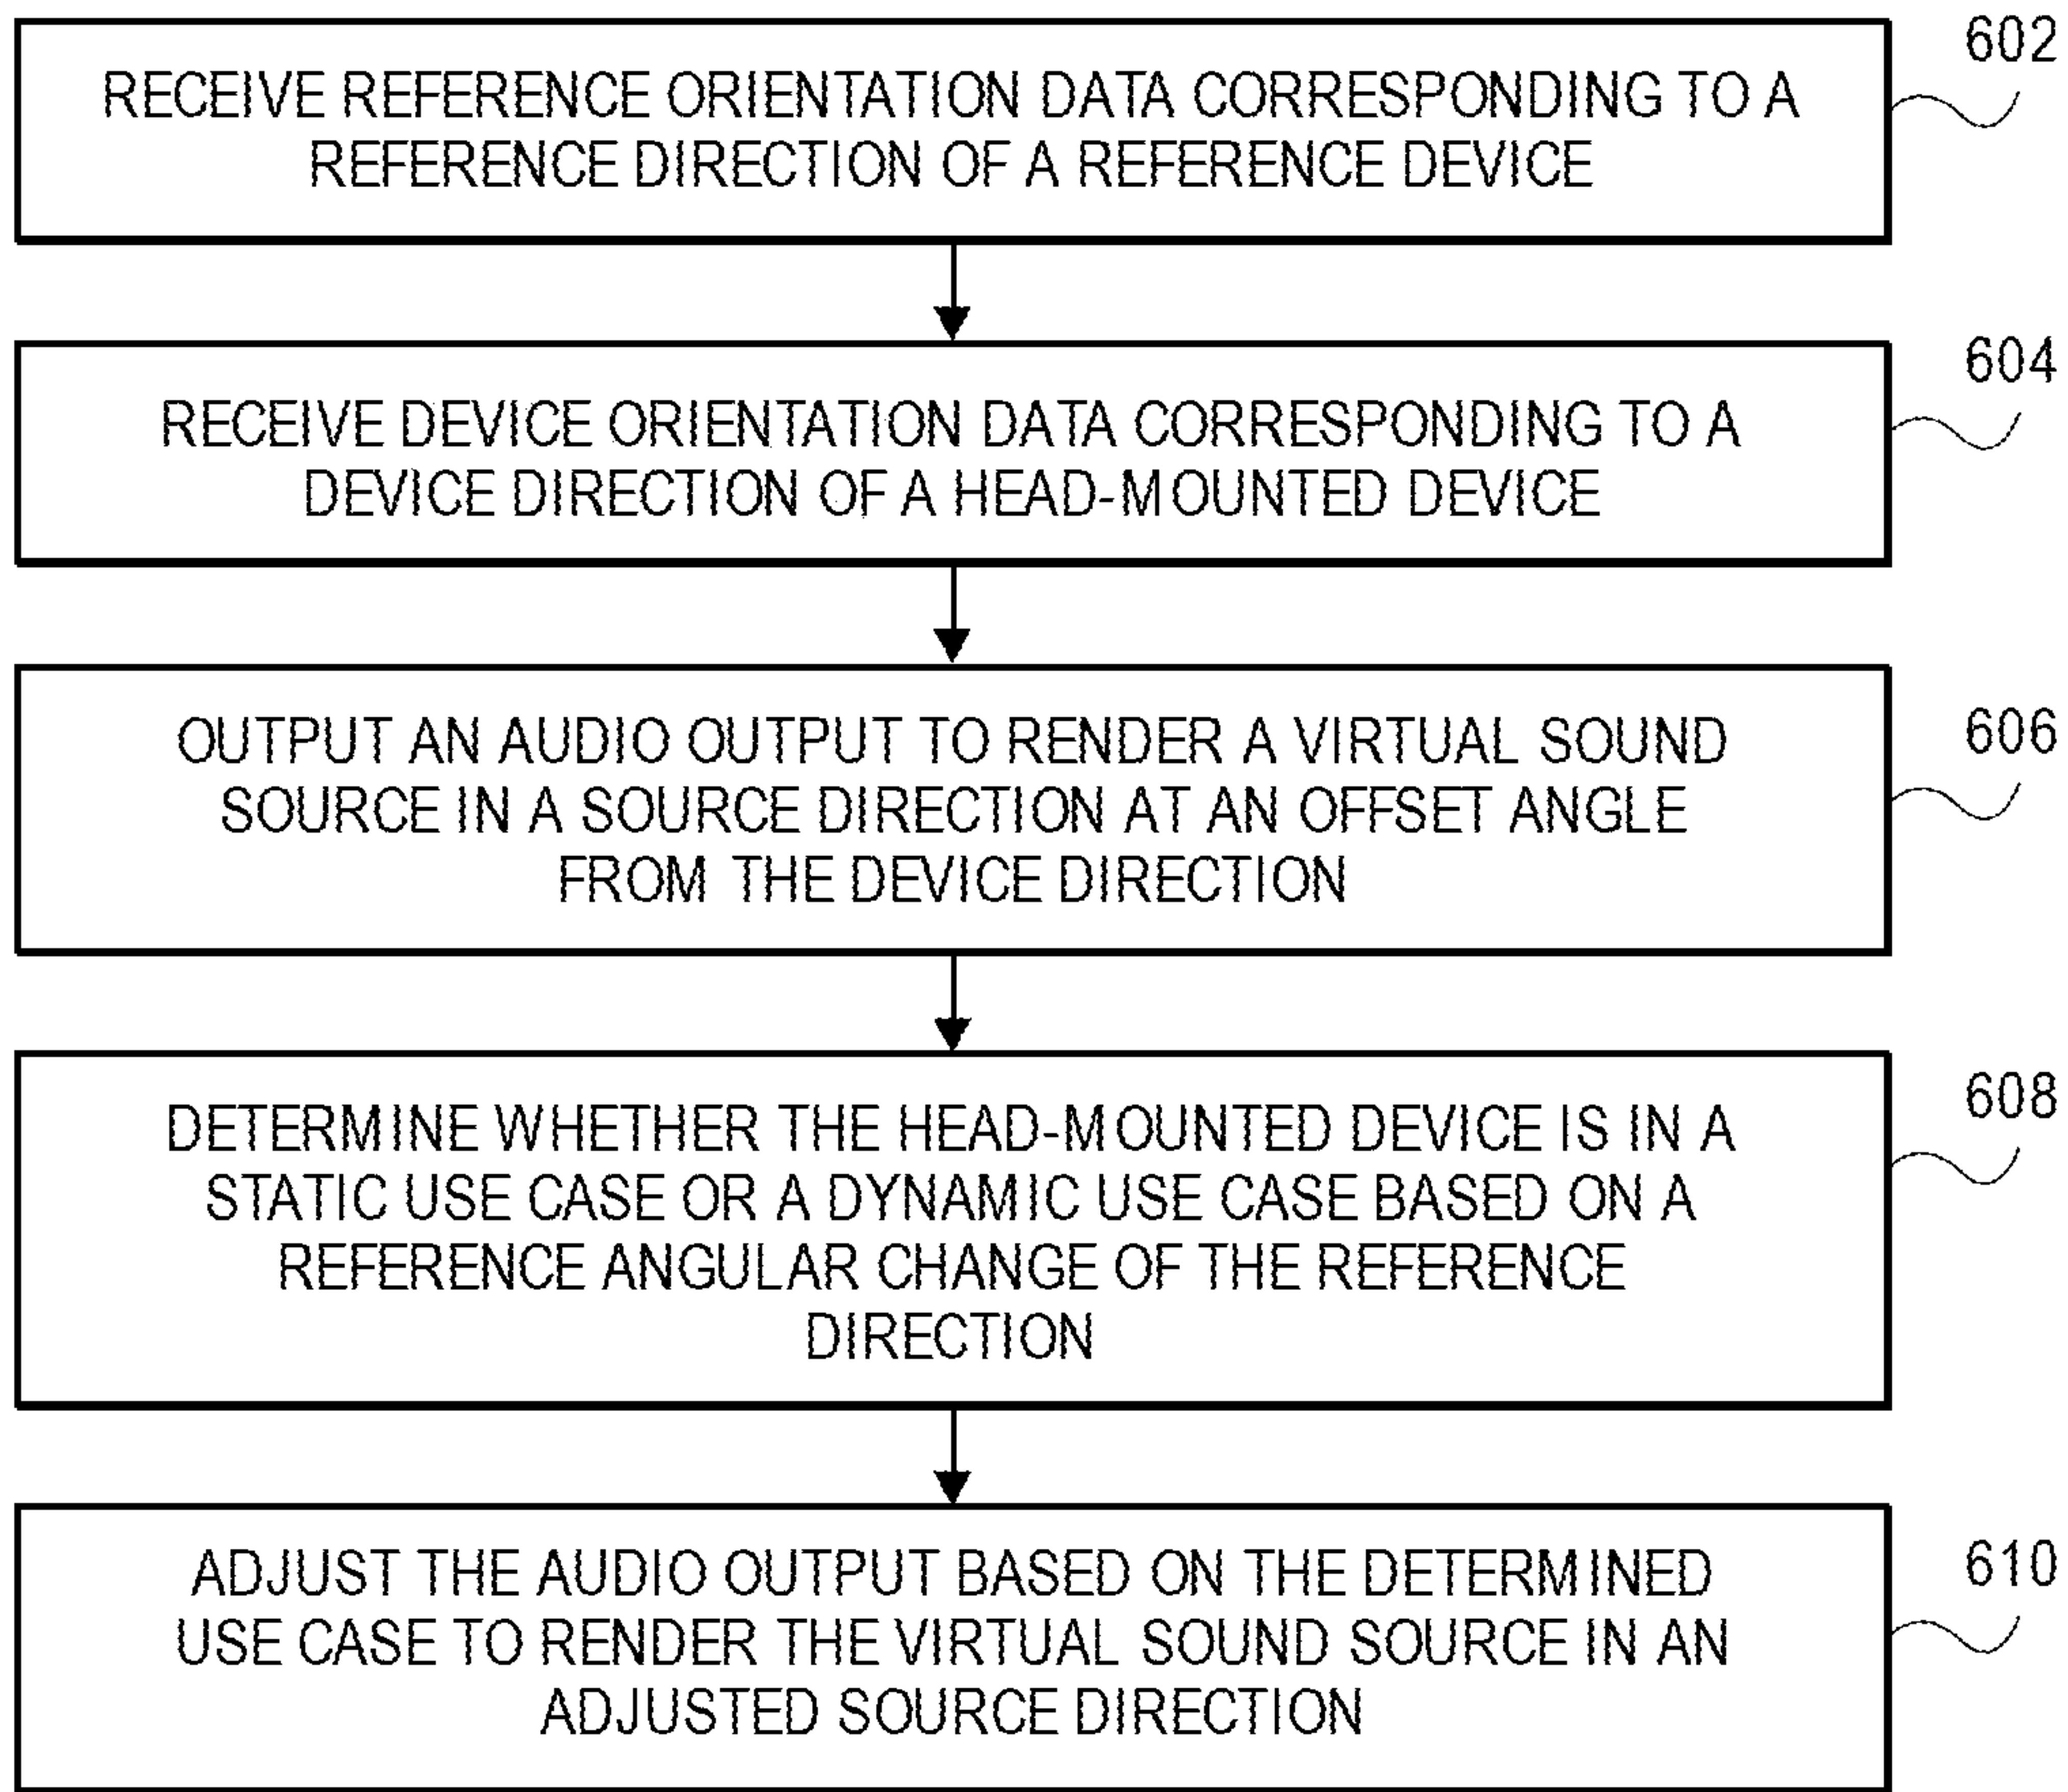 602
RECEIVE REFERENCE ORIENTATION DATA CORRESPONDING TO A
REFERENCE DIRECTION OF A REFERENCE DEVICE
604
RECEIVE DEVICE ORIENTATION DATA CORRESPONDING TO A
DEVICE DIRECTION OF A HEAD-MOUNTED DEVICE
606
OUTPUT AN AUDIO OUTPUT TO RENDER A VIRTUAL SOUND
SOURCE IN A SOURCE DIRECTION AT AN OFFSET ANGLE
FROM THE DEVICE DIRECTION
608
DETERMINE WHETHER THE HEAD-MOUNTED DEVICE IS IN A
STATIC USE CASE OR A DYNAMIC USE CASE BASED ON A
REFERENCE ANGULAR CHANGE OF THE REFERENCE
DIRECTION
610
ADJUST THE AUDIO OUTPUT BASED ON THE DETERMINED
USE CASE TO RENDER THE VIRTUAL SOUND SOURCE IN AN
ADJUSTED SOURCE DIRECTION